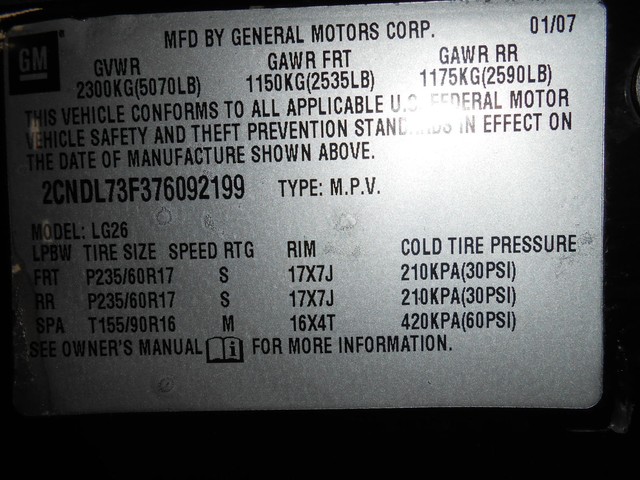 GM
MFD BY GENERAL MOTORS CORP. 01/07
GVWR GAWR FRT GAWR RR
2300KG(5070LB) 1150KG(2535LB) 1175KG(2590LB)
THIS VEHICLE CONFORMS TO ALL APPLICABLE U.S. FEDERAL MOTOR
VEHICLE SAFETY AND THEFT PREVENTION STANDARDS IN EFFECT ON
THE DATE OF MANUFACTURE SHOWN ABOVE.
2CNDL73F376092199 TYPE: M.P.V.
MODEL: LG26
LPBW TIRE SIZE SPEED RTG RIM COLD TIRE PRESSURE
FRT P235/60R17 S 17X7J 210KPA(30PSI)
RR P235/60R17 S 17X7J 210KPA(30PSI)
SPA T155/90R16 M 16X4T 420KPA(60PSI)
SEE OWNER'S MANUAL i FOR MORE INFORMATION.